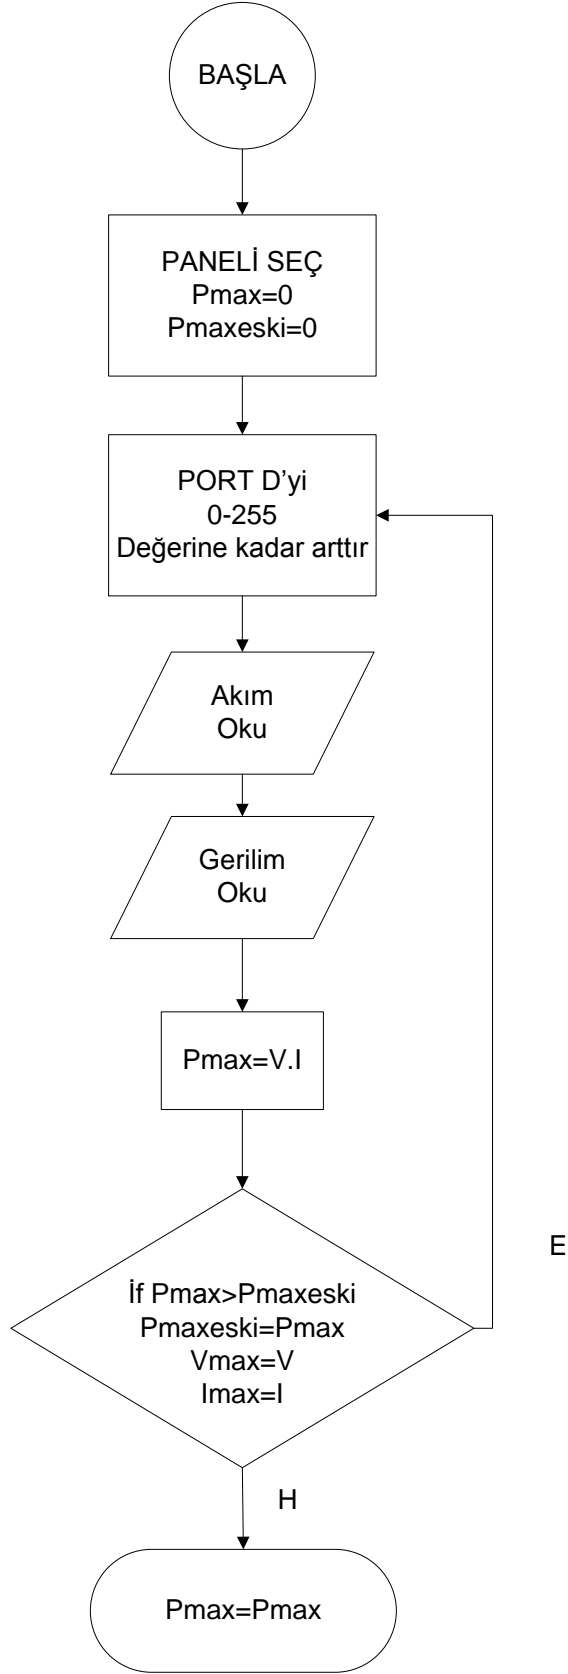 BAŞLA
PANELİ SEÇ
Pmax=0
Pmaxeski=0
PORT D’yi
0-255
Değerine kadar arttır
Akım
Oku
Gerilim
Oku
Pmax=V.I
E
İf Pmax>Pmaxeski
Pmaxeski=Pmax
Vmax=V
Imax=I
H
Pmax=Pmax